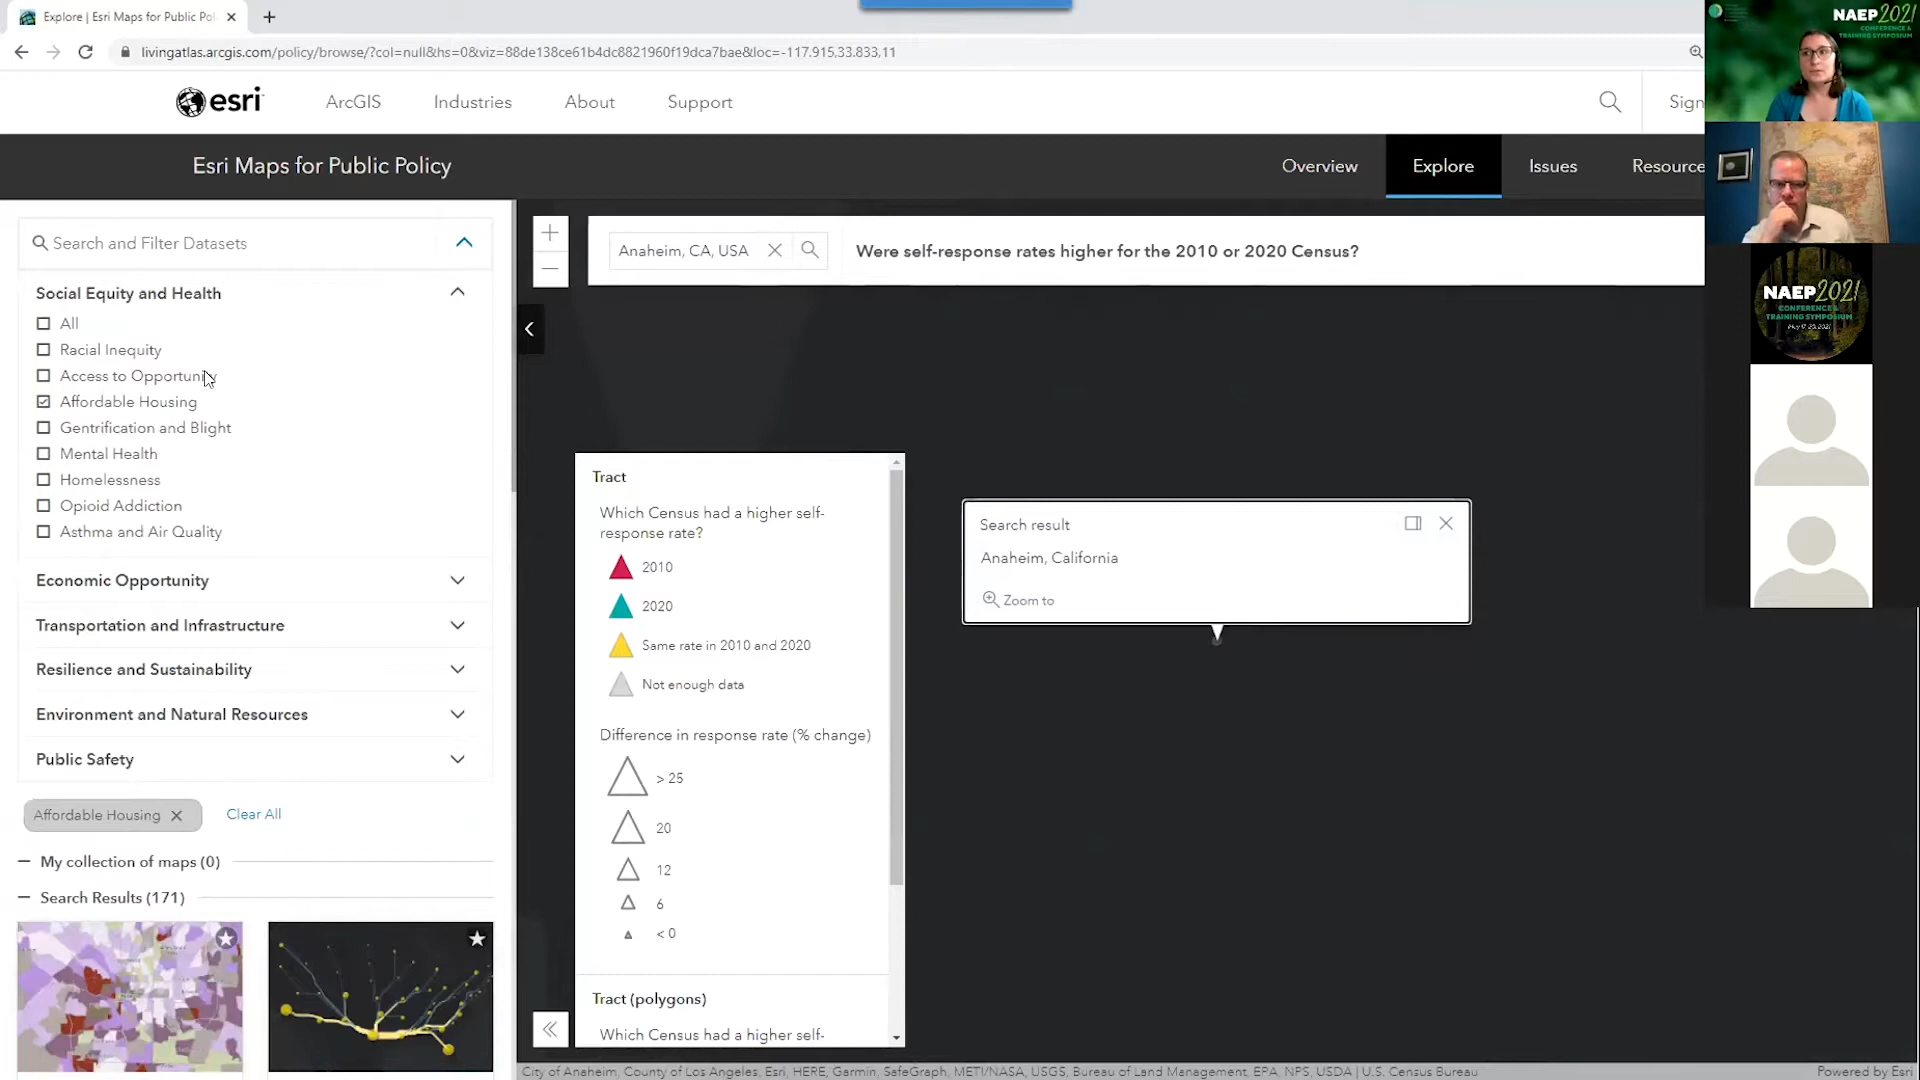 Explore | Esri Maps for Public Po
livingatlas.arcgis.com/policy/browse/?col=null&hs=0&viz=88de138ce61b4dc8821960f19dca7bae&loc=-117.915,33.833,11
esri
ArcGIS
Industries
About
Support
Sign
Esri Maps for Public Policy
Overview
Explore
Issues
Resource
Search and Filter Datasets
Social Equity and Health
All
Racial Inequity
Access to Opportunity
Affordable Housing
Gentrification and Blight
Mental Health
Homelessness
Opioid Addiction
Asthma and Air Quality
Economic Opportunity
Transportation and Infrastructure
Resilience and Sustainability
Environment and Natural Resources
Public Safety
Affordable Housing
Clear All
My collection of maps (0)
Search Results (171)
Anaheim, CA, USA
Were self-response rates higher for the 2010 or 2020 Census?
Tract
Which Census had a higher self-
response rate?
2010
2020
Same rate in 2010 and 2020
Not enough data
Difference in response rate (% change)
> 25
20
12
6
< 0
Tract (polygons)
Which Census had a higher self-
Search result
Anaheim, California
Zoom to
City of Anaheim, County of Los Angeles, Esri, HERE, Garmin, SafeGraph, METI/NASA, USGS, Bureau of Land Management, EPA, NPS, USDA | U.S. Census Bureau
Powered by Esri
NAEP2021
CONFERENCE &
TRAINING SYMPOSIUM
NAEP2021
CONFERENCE &
TRAINING SYMPOSIUM